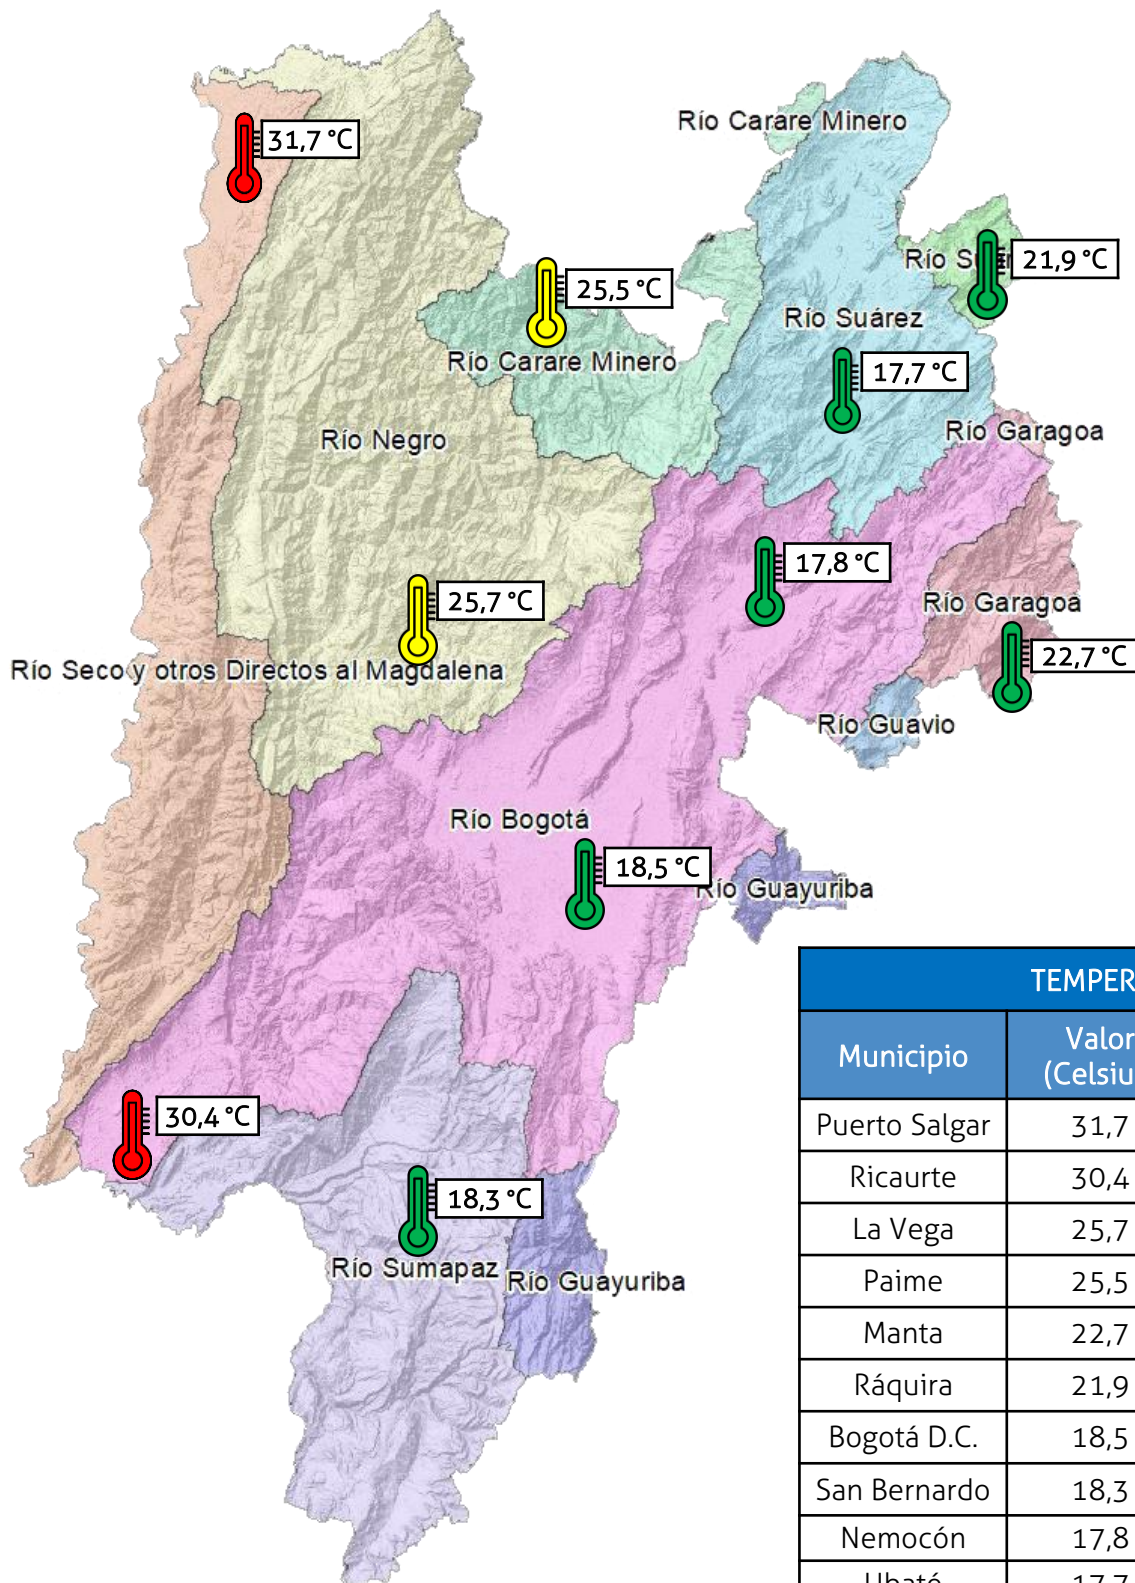 31,7 °C
Río Carare Minero
21,9 °C
25,5 °C
Río Suárez
Río Carare Minero
17,7 °C
Río Negro
Río Garagoa
17,8 °C
25,7 °C
Río Garagoa
22,7 °C
Río Seco y otros Directos al Magdalena
Río Guavio
Río Bogotá
18,5 °C
Río Guayuriba
30,4 °C
18,3 °C
Río Sumapaz
Río Guayuriba
TEMPER
Municipio
Valor
(Celsiu
Puerto Salgar 31,7
Ricaurte 30,4
La Vega 25,7
Paime 25,5
Manta 22,7
Ráquira 21,9
Bogotá D.C. 18,5
San Bernardo 18,3
Nemocón 17,8
Ubaté 17,7